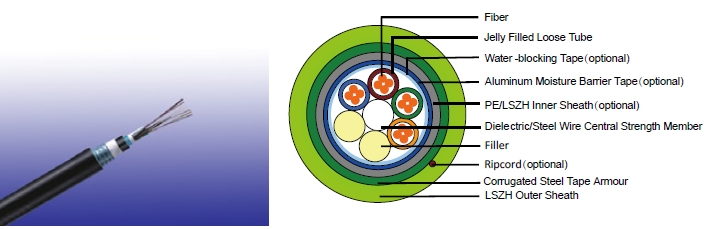 Fiber
Jelly Filled Loose Tube
Water-blocking Tape(optional)
Aluminum Moisture Barrier Tape(optional)
PE/LSZH Inner Sheath(optional)
Dielectric/Steel Wire Central Strength Member
Filler
Ripcord(optional)
Corrugated Steel Tape Armour
LSZH Outer Sheath